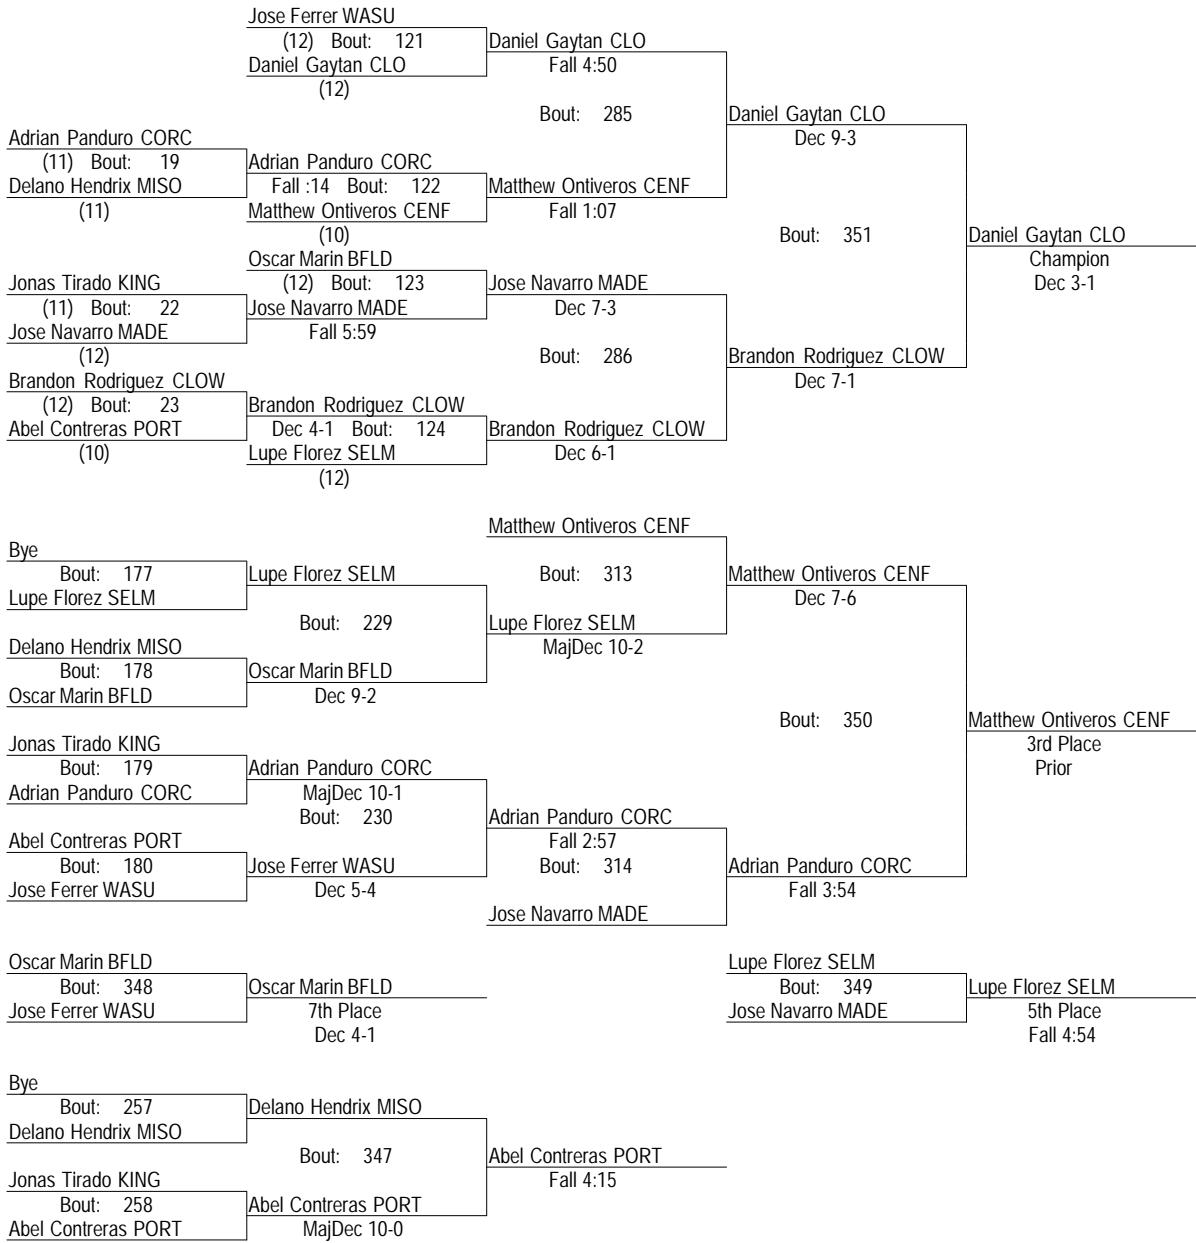 Jose Ferrer WASU
(12) Bout: 121
Daniel Gaytan CLO
(12)
Daniel Gaytan CLO
Fall 4:50
Bout: 285
Daniel Gaytan CLO
Dec 9-3
Adrian Panduro CORC
(11) Bout: 19
Delano Hendrix MISO
(11)
Adrian Panduro CORC
Fall :14 Bout: 122
Matthew Ontiveros CENF
(10)
Matthew Ontiveros CENF
Fall 1:07
Bout: 351
Daniel Gaytan CLO
Champion
Dec 3-1
Oscar Marin BFLD
(12) Bout: 123
Jonas Tirado KING
(11) Bout: 22
Jose Navarro MADE
(12)
Jose Navarro MADE
Fall 5:59
Jose Navarro MADE
Dec 7-3
Bout: 286
Brandon Rodriguez CLOW
Dec 7-1
Brandon Rodriguez CLOW
(12) Bout: 23
Abel Contreras PORT
(10)
Brandon Rodriguez CLOW
Dec 4-1 Bout: 124
Lupe Florez SELM
(12)
Brandon Rodriguez CLOW
Dec 6-1
Matthew Ontiveros CENF
Bye
Bout: 177
Lupe Florez SELM
Lupe Florez SELM
Bout: 313
Matthew Ontiveros CENF
Dec 7-6
Bout: 229
Lupe Florez SELM
MajDec 10-2
Delano Hendrix MISO
Bout: 178
Oscar Marin BFLD
Oscar Marin BFLD
Dec 9-2
Bout: 350
Matthew Ontiveros CENF
3rd Place
Prior
Jonas Tirado KING
Bout: 179
Adrian Panduro CORC
Adrian Panduro CORC
MajDec 10-1
Bout: 230
Adrian Panduro CORC
Fall 2:57
Bout: 314
Adrian Panduro CORC
Fall 3:54
Abel Contreras PORT
Bout: 180
Jose Ferrer WASU
Jose Ferrer WASU
Dec 5-4
Jose Navarro MADE
Oscar Marin BFLD
Bout: 348
Jose Ferrer WASU
Oscar Marin BFLD
7th Place
Dec 4-1
Lupe Florez SELM
Bout: 349
Jose Navarro MADE
Lupe Florez SELM
5th Place
Fall 4:54
Bye
Bout: 257
Delano Hendrix MISO
Delano Hendrix MISO
Bout: 347
Abel Contreras PORT
Fall 4:15
Jonas Tirado KING
Bout: 258
Abel Contreras PORT
Abel Contreras PORT
MajDec 10-0